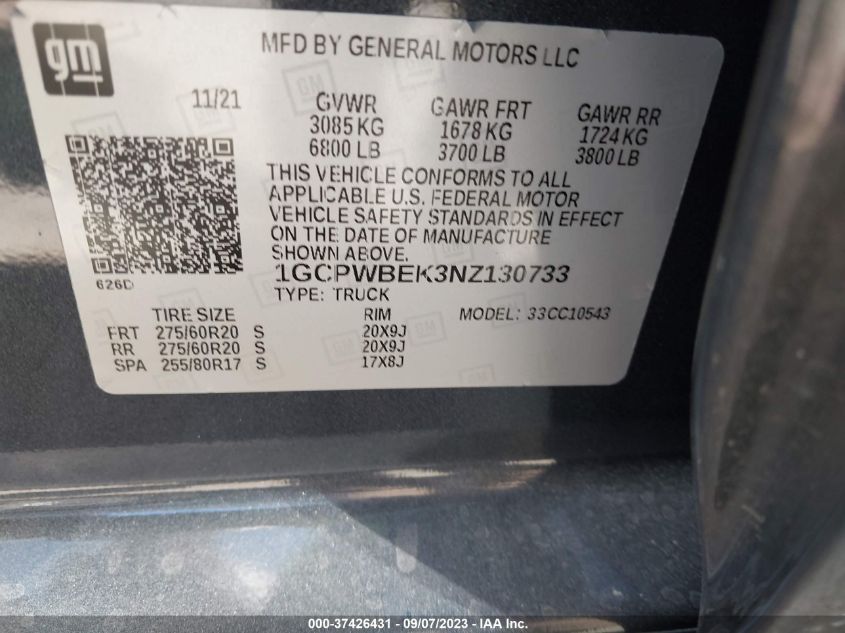 gm
MFD BY GENERAL MOTORS LLC
11/21
GVWR
3085 KG
6800 LB
GAWR FRT
1678 KG
3700 LB
GAWR RR
1724 KG
3800 LB
THIS VEHICLE CONFORMS TO ALL
APPLICABLE U.S. FEDERAL MOTOR
VEHICLE SAFETY STANDARDS IN EFFECT
ON THE DATE OF MANUFACTURE
SHOWN ABOVE.
626D
1GCPWBEK3NZ130733
TYPE: TRUCK
MODEL: 33CC10543
TIRE SIZE RIM
FRT 275/60R20 S 20X9J
RR 275/60R20 S 20X9J
SPA 255/80R17 S 17X8J
000-37426431 - 09/07/2023 - IAA Inc.